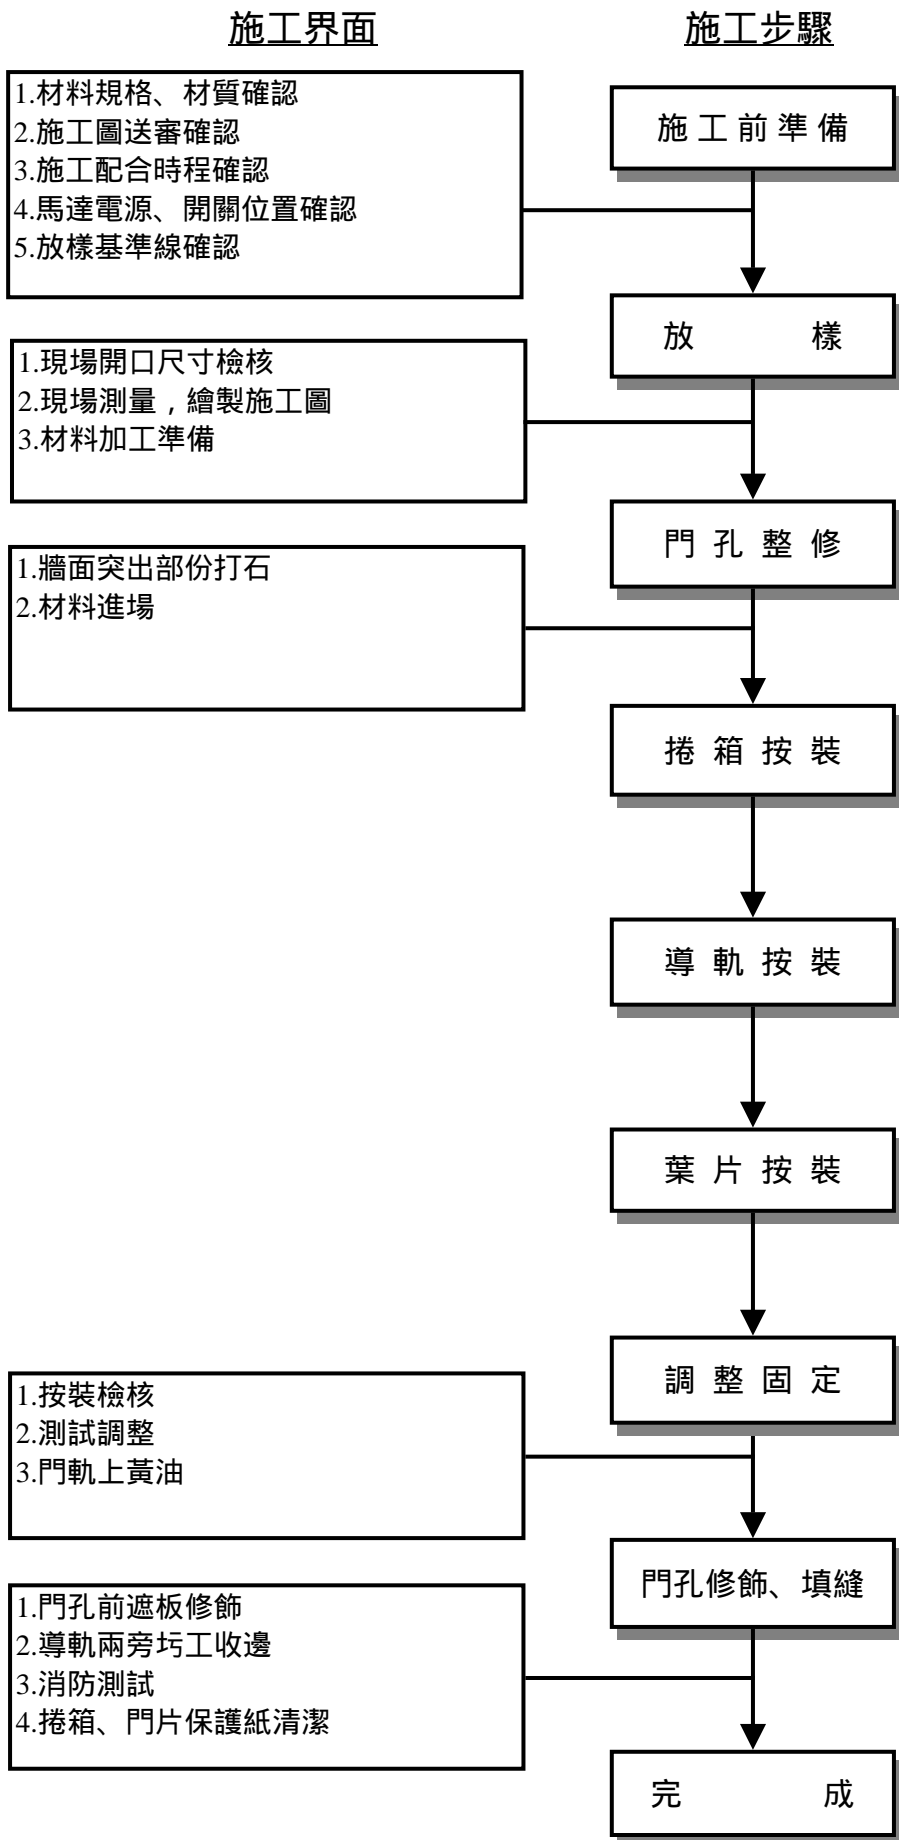 施工界面
施工步驟
1.材料規格、材質確認
2.施工圖送審確認
3.施工配合時程確認
4.馬達電源、開關位置確認
5.放樣基準線確認
施工前準備
放樣
1.現場開口尺寸檢核
2.現場測量，繪製施工圖
3.材料加工準備
門孔整修
1.牆面突出部份打石
2.材料進場
捲箱按裝
導軌按裝
葉片按裝
調整固定
1.按裝檢核
2.測試調整
3.門軌上黃油
門孔修飾、填縫
1.門孔前遮板修飾
2.導軌兩旁圬工收邊
3.消防測試
4.捲箱、門片保護紙清潔
完成